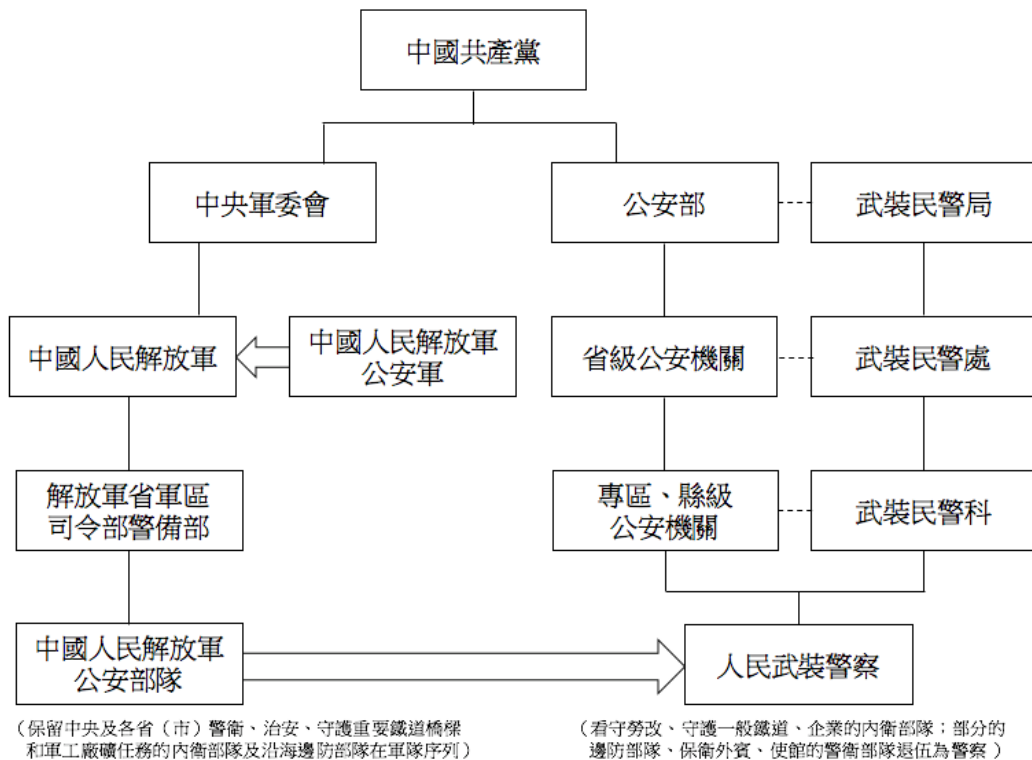 中國共產黨
中央軍委會
公安部
武裝民警局
中國人民解放軍
中國人民解放軍
公安軍
省級公安機關
武裝民警處
解放軍省軍區
司令部警備部
專區、縣級
公安機關
武裝民警科
中國人民解放軍
公安部隊
人民武裝警察
（保留中央及各省（市）警衛、治安、守護重要鐵道橋樑
和軍工廠礦任務的內衛部隊及沿海邊防部隊在軍隊序列）
（看守勞改、守護一般鐵道、企業的內衛部隊；部分的
邊防部隊、保衛外賓、使館的警衛部隊退伍為警察）